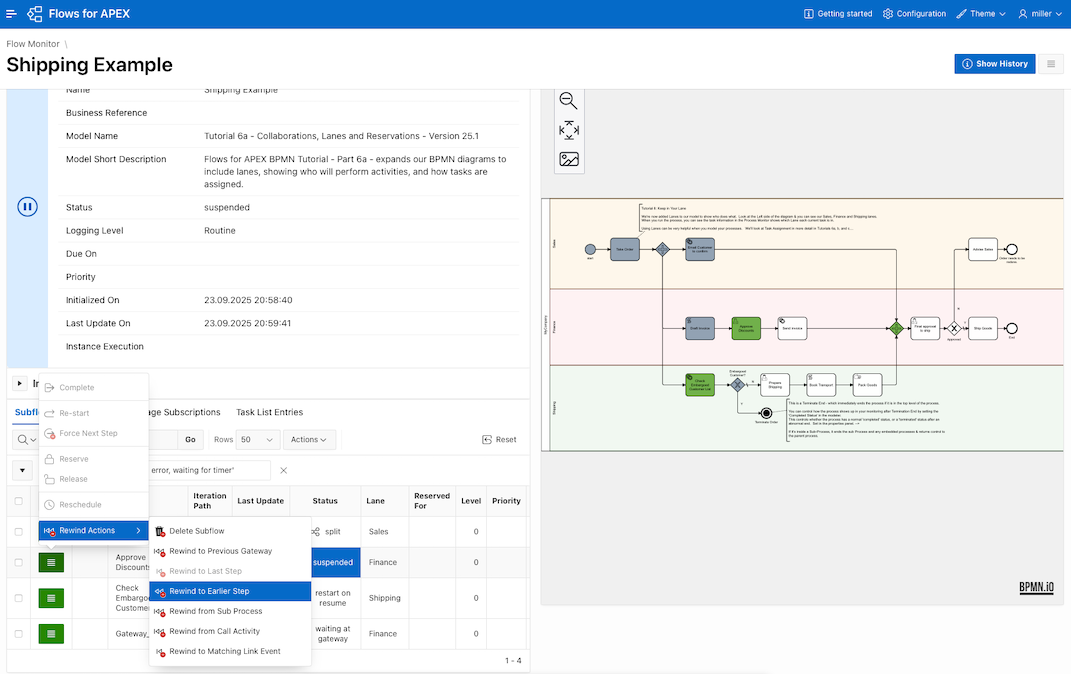 Flows for APEX
Getting started
Configuration
Theme
miller
Flow Monitor \
Shipping Example
Show History
Name Shipping Example
Business Reference
Model Name Tutorial 6a - Collaborations, Lanes and Reservations - Version 25.1
Model Short Description Flows for APEX BPMN Tutorial - Part 6a - expands our BPMN diagrams to
include lanes, showing who will perform activities, and how tasks are
assigned.
Status suspended
Logging Level Routine
Due On
Priority
Initialized On 23.09.2025 20:58:40
Last Update On 23.09.2025 20:59:41
Instance Execution
Complete
Re-start
Force Next Step
Reserve
Release
Reschedule
Rewind Actions
age Subscriptions
Task List Entries
Go
Rows 50
Actions
Reset
error, waiting for timer'
Iteration
Path
Last Update
Status
Lane
Reserved
For
Level
Priority
split Sales 0
Approve
Discounts
suspended Finance 0
Check
Embargo
Custome
restart on
resume
Shipping 0
Gateway_
waiting at
gateway
Finance 0
1 - 4
Delete Subflow
Rewind to Previous Gateway
Rewind to Last Step
Rewind to Earlier Step
Rewind from Sub Process
Rewind from Call Activity
Rewind to Matching Link Event
Tutorial 6: Keep in Your Lane
Sales
Start
Take Order
Email Customer
to confirm
Advise Sales
Finance
Draft Invoice
Approve
Discounts
Send Invoice
Final approval
to ship
Approved?
Ship Goods
End
Shipping
Check
Embargoed
Customer List
Embargoed
Customer?
Prepare
Shipping
Book Transport
Pack Goods
Terminate Order
BPMN.iO